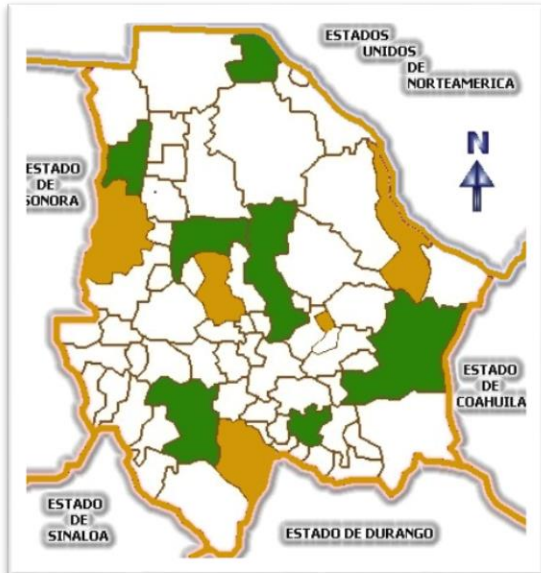 ESTADOS
UNIDOS
DE
NORTEAMERICA
N
ESTADO
DE
SONORA
ESTADO
DE
COAHUILA
ESTADO
DE
SINALOA
ESTADO DE DURANGO